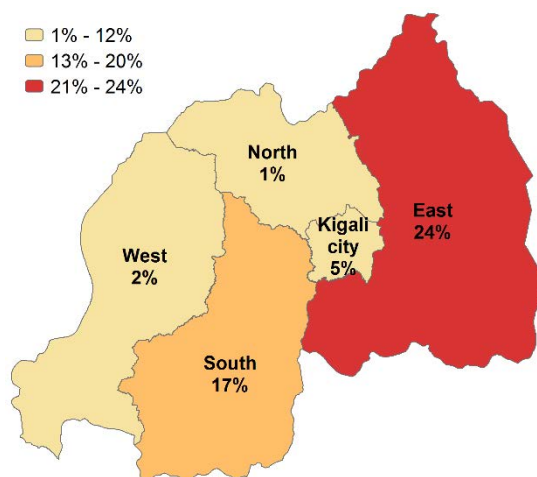 1% - 12%
13% - 20%
21% - 24%
North
1%
East
24%
Kigali
city
5%
West
2%
South
17%